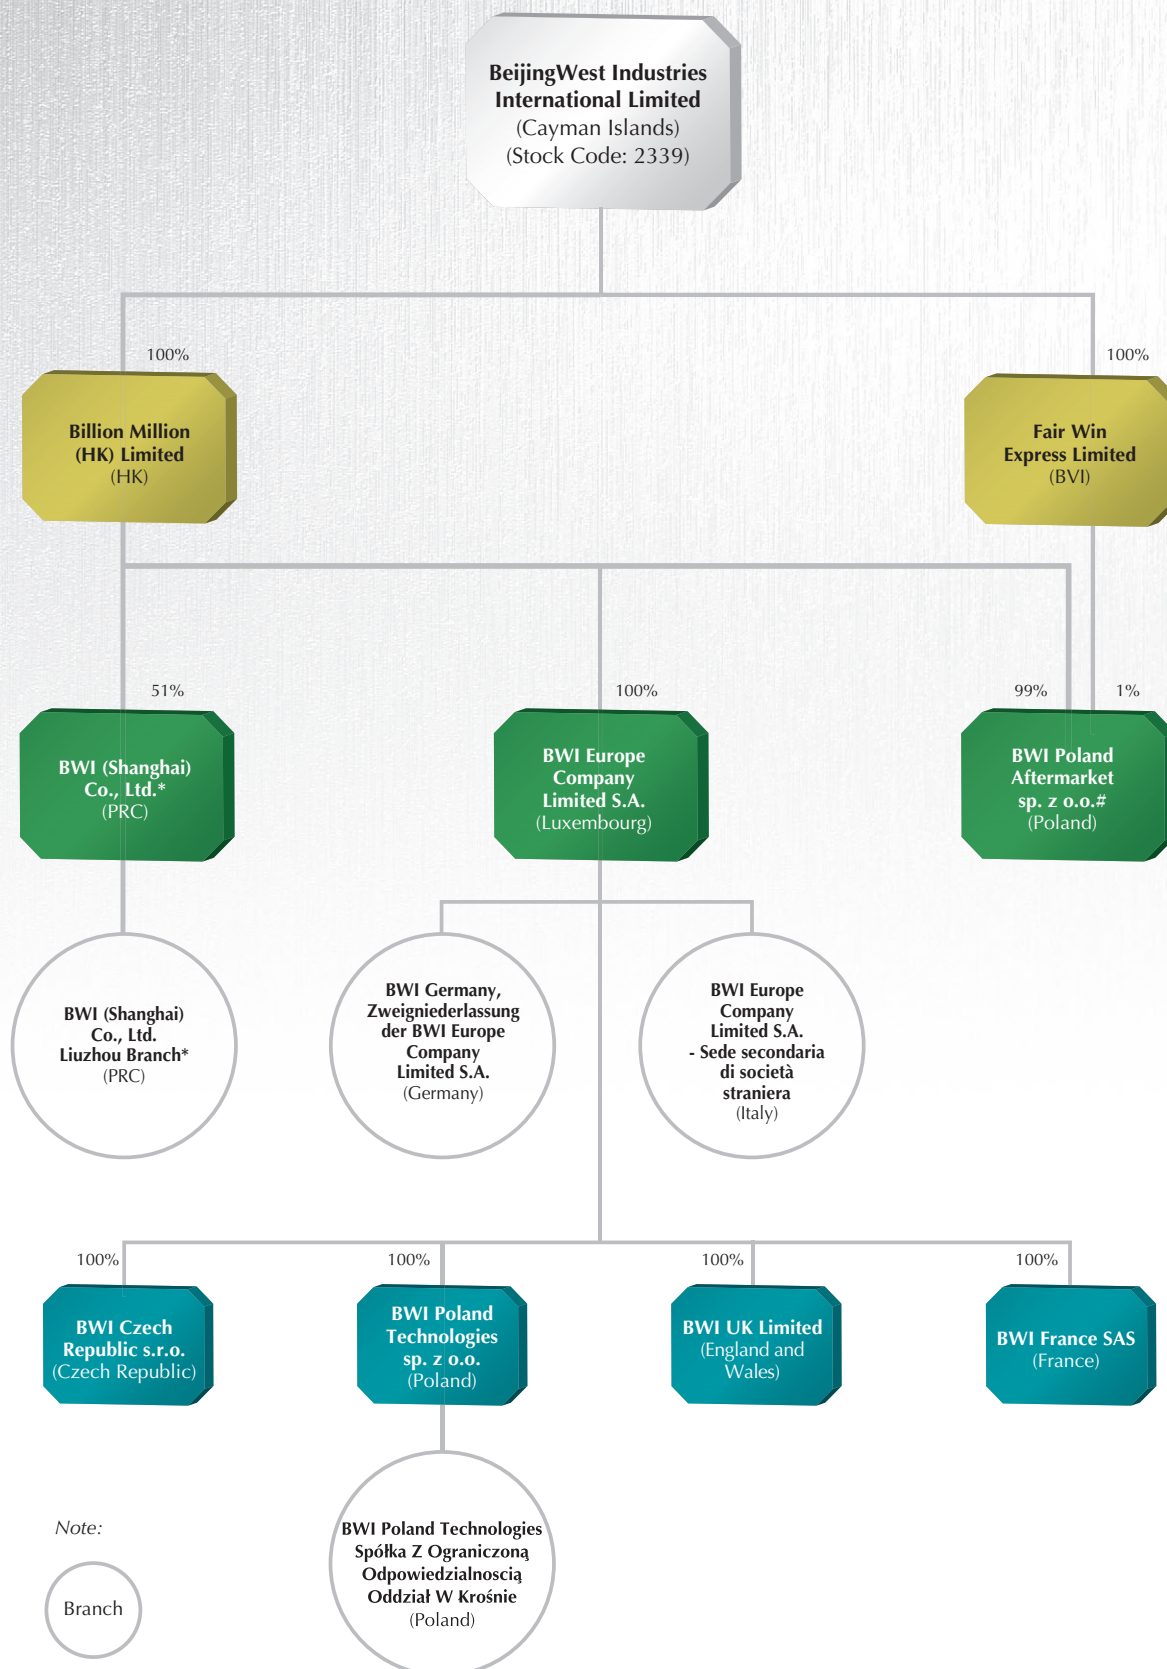 BeijingWest Industries
International Limited
(Cayman Islands)
(Stock Code: 2339)
100%
100%
Billion Million
(HK) Limited
(HK)
Fair Win
Express Limited
(BVI)
51%
100%
99%
1%
BWI (Shanghai)
Co., Ltd.*
(PRC)
BWI Europe
Company
Limited S.A.
(Luxembourg)
BWI Poland
Aftermarket
sp. z o.o.#
(Poland)
BWI (Shanghai)
Co., Ltd.
Liuzhou Branch*
(PRC)
BWI Germany,
Zweigniederlassung
der BWI Europe
Company
Limited S.A.
(Germany)
BWI Europe
Company
Limited S.A.
- Sede secondaria
di società
straniera
(Italy)
100%
100%
100%
100%
BWI Czech
Republic s.r.o.
(Czech Republic)
BWI Poland
Technologies
sp. z o.o.
(Poland)
BWI UK Limited
(England and
Wales)
BWI France SAS
(France)
BWI Poland Technologies
Spółka Z Ograniczoną
Odpowiedzialnoscią
Oddział W Krośnie
(Poland)
Note:
Branch